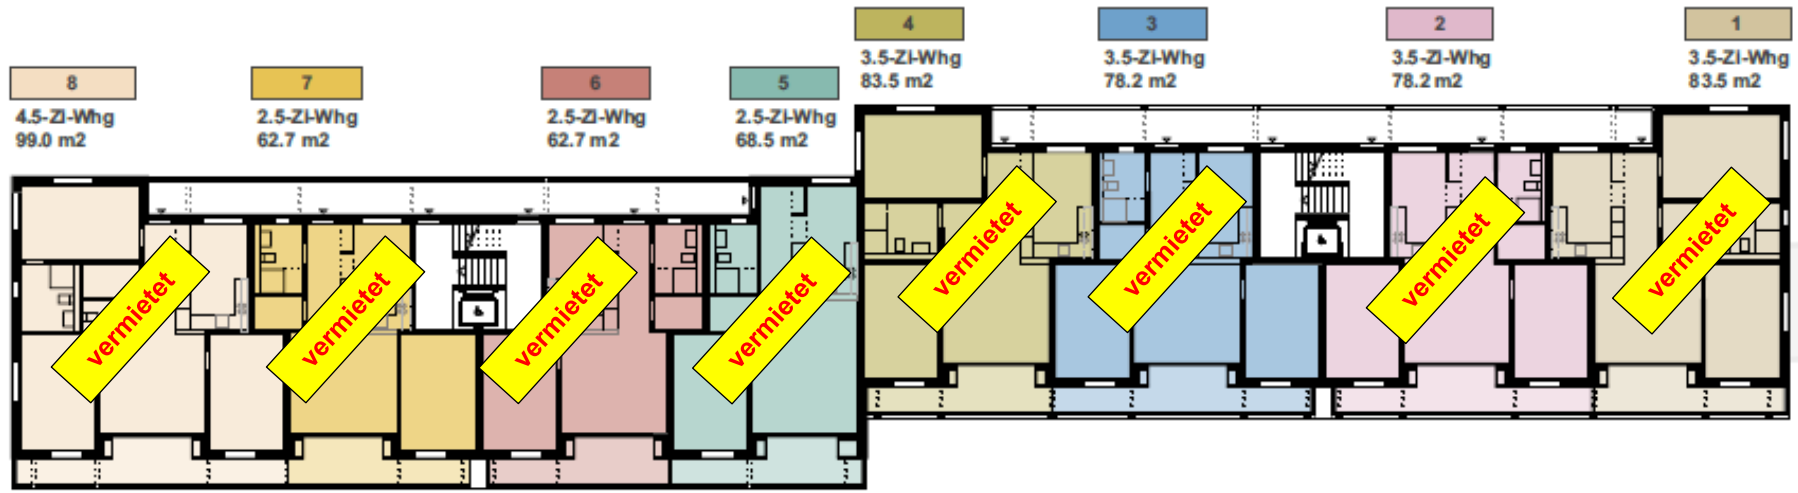 4
3.5-ZI-Whg
83.5 m2
3
3.5-ZI-Whg
78.2 m2
2
3.5-ZI-Whg
78.2 m2
1
3.5-ZI-Whg
83.5 m2
8
4.5-ZI-Whg
99.0 m2
7
2.5-ZI-Whg
62.7 m2
6
2.5-ZI-Whg
62.7 m2
5
2.5-ZI-Whg
68.5 m2
vermietet
vermietet
vermietet
vermietet
vermietet
vermietet
vermietet
vermietet